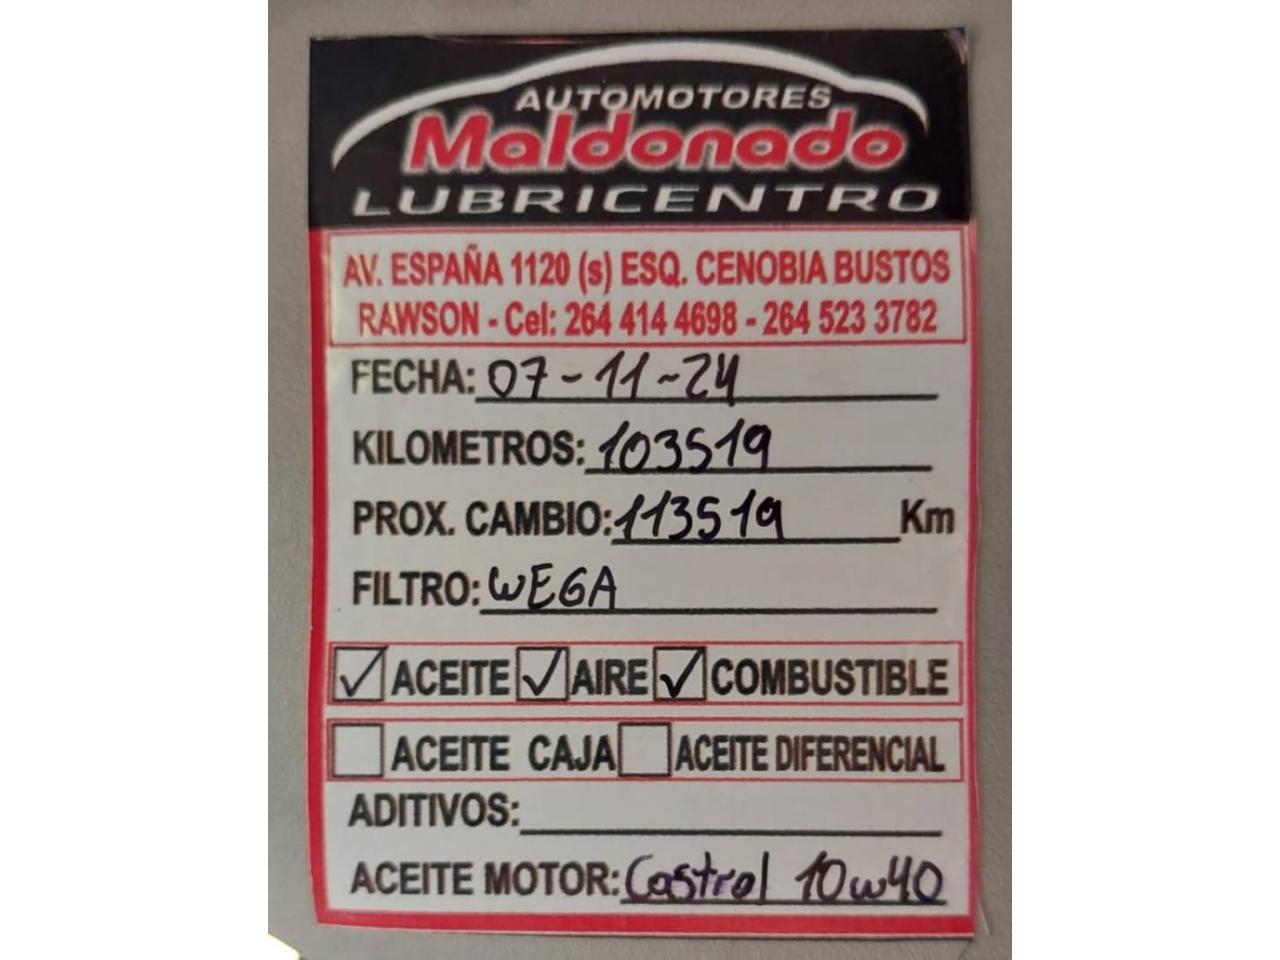 AUTOMOTORES
Maldonado
LUBRICENTRO
AV. ESPAÑA 1120 (s) ESQ. CENOBIA BUSTOS
RAWSON - Cel: 264 414 4698 - 264 523 3782
FECHA: 07-11-24
KILOMETROS: 103519
PROX. CAMBIO: 113519 Km
FILTRO: WEGA
ACEITE AIRE COMBUSTIBLE
ACEITE CAJA ACEITE DIFERENCIAL
ADITIVOS:
ACEITE MOTOR: Castrol 10w40